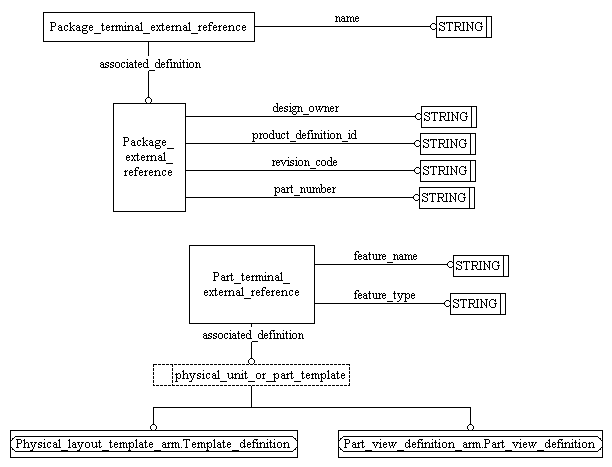 Package_terminal_external_reference
name
STRING
associated_definition
Package_
external_
reference
design_owner
STRING
product_definition_id
STRING
revision_code
STRING
part_number
STRING
Part_terminal_
external_reference
feature_name
STRING
feature_type
STRING
associated_definition
physical_unit_or_part_template
Physical_layout_template_arm.Template_definition
Part_view_definition_arm.Part_view_definition